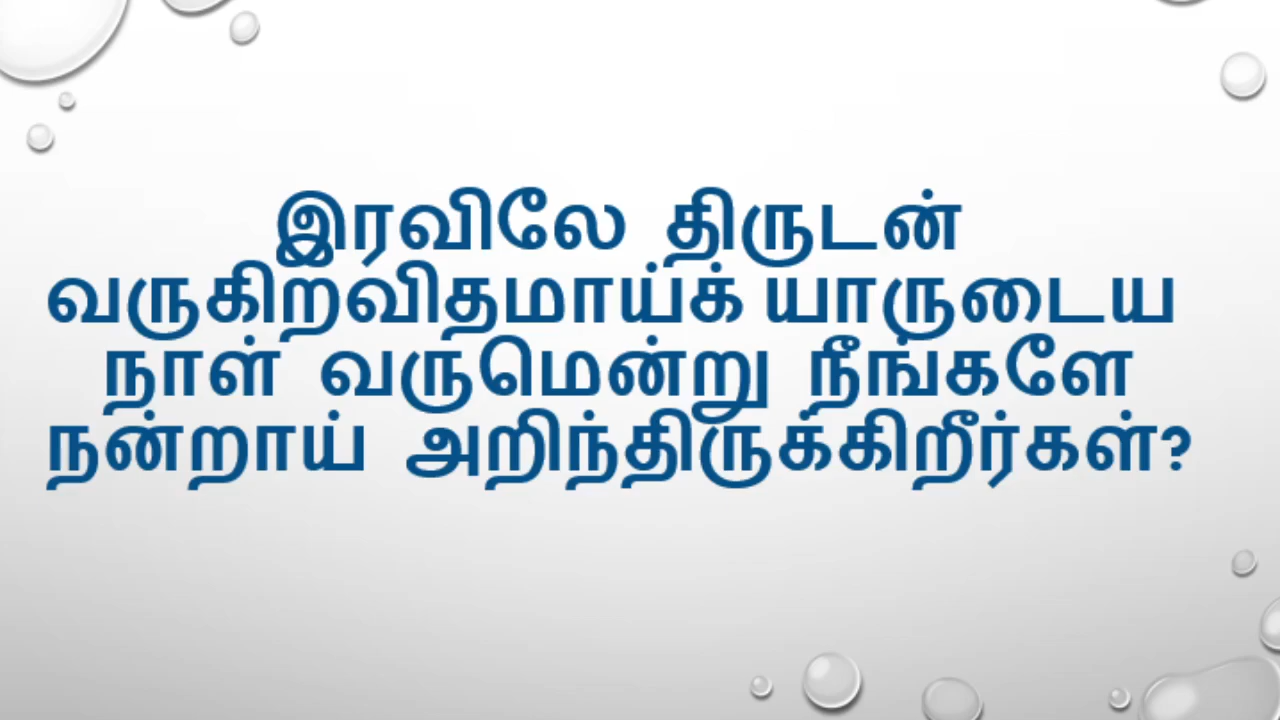 இரவிலே திருடன்
வருகிறவிதமாய்க் யாருடைய
நாள் வருமென்று நீங்களே
நன்றாய் அறிந்திருக்கிறீர்கள்?